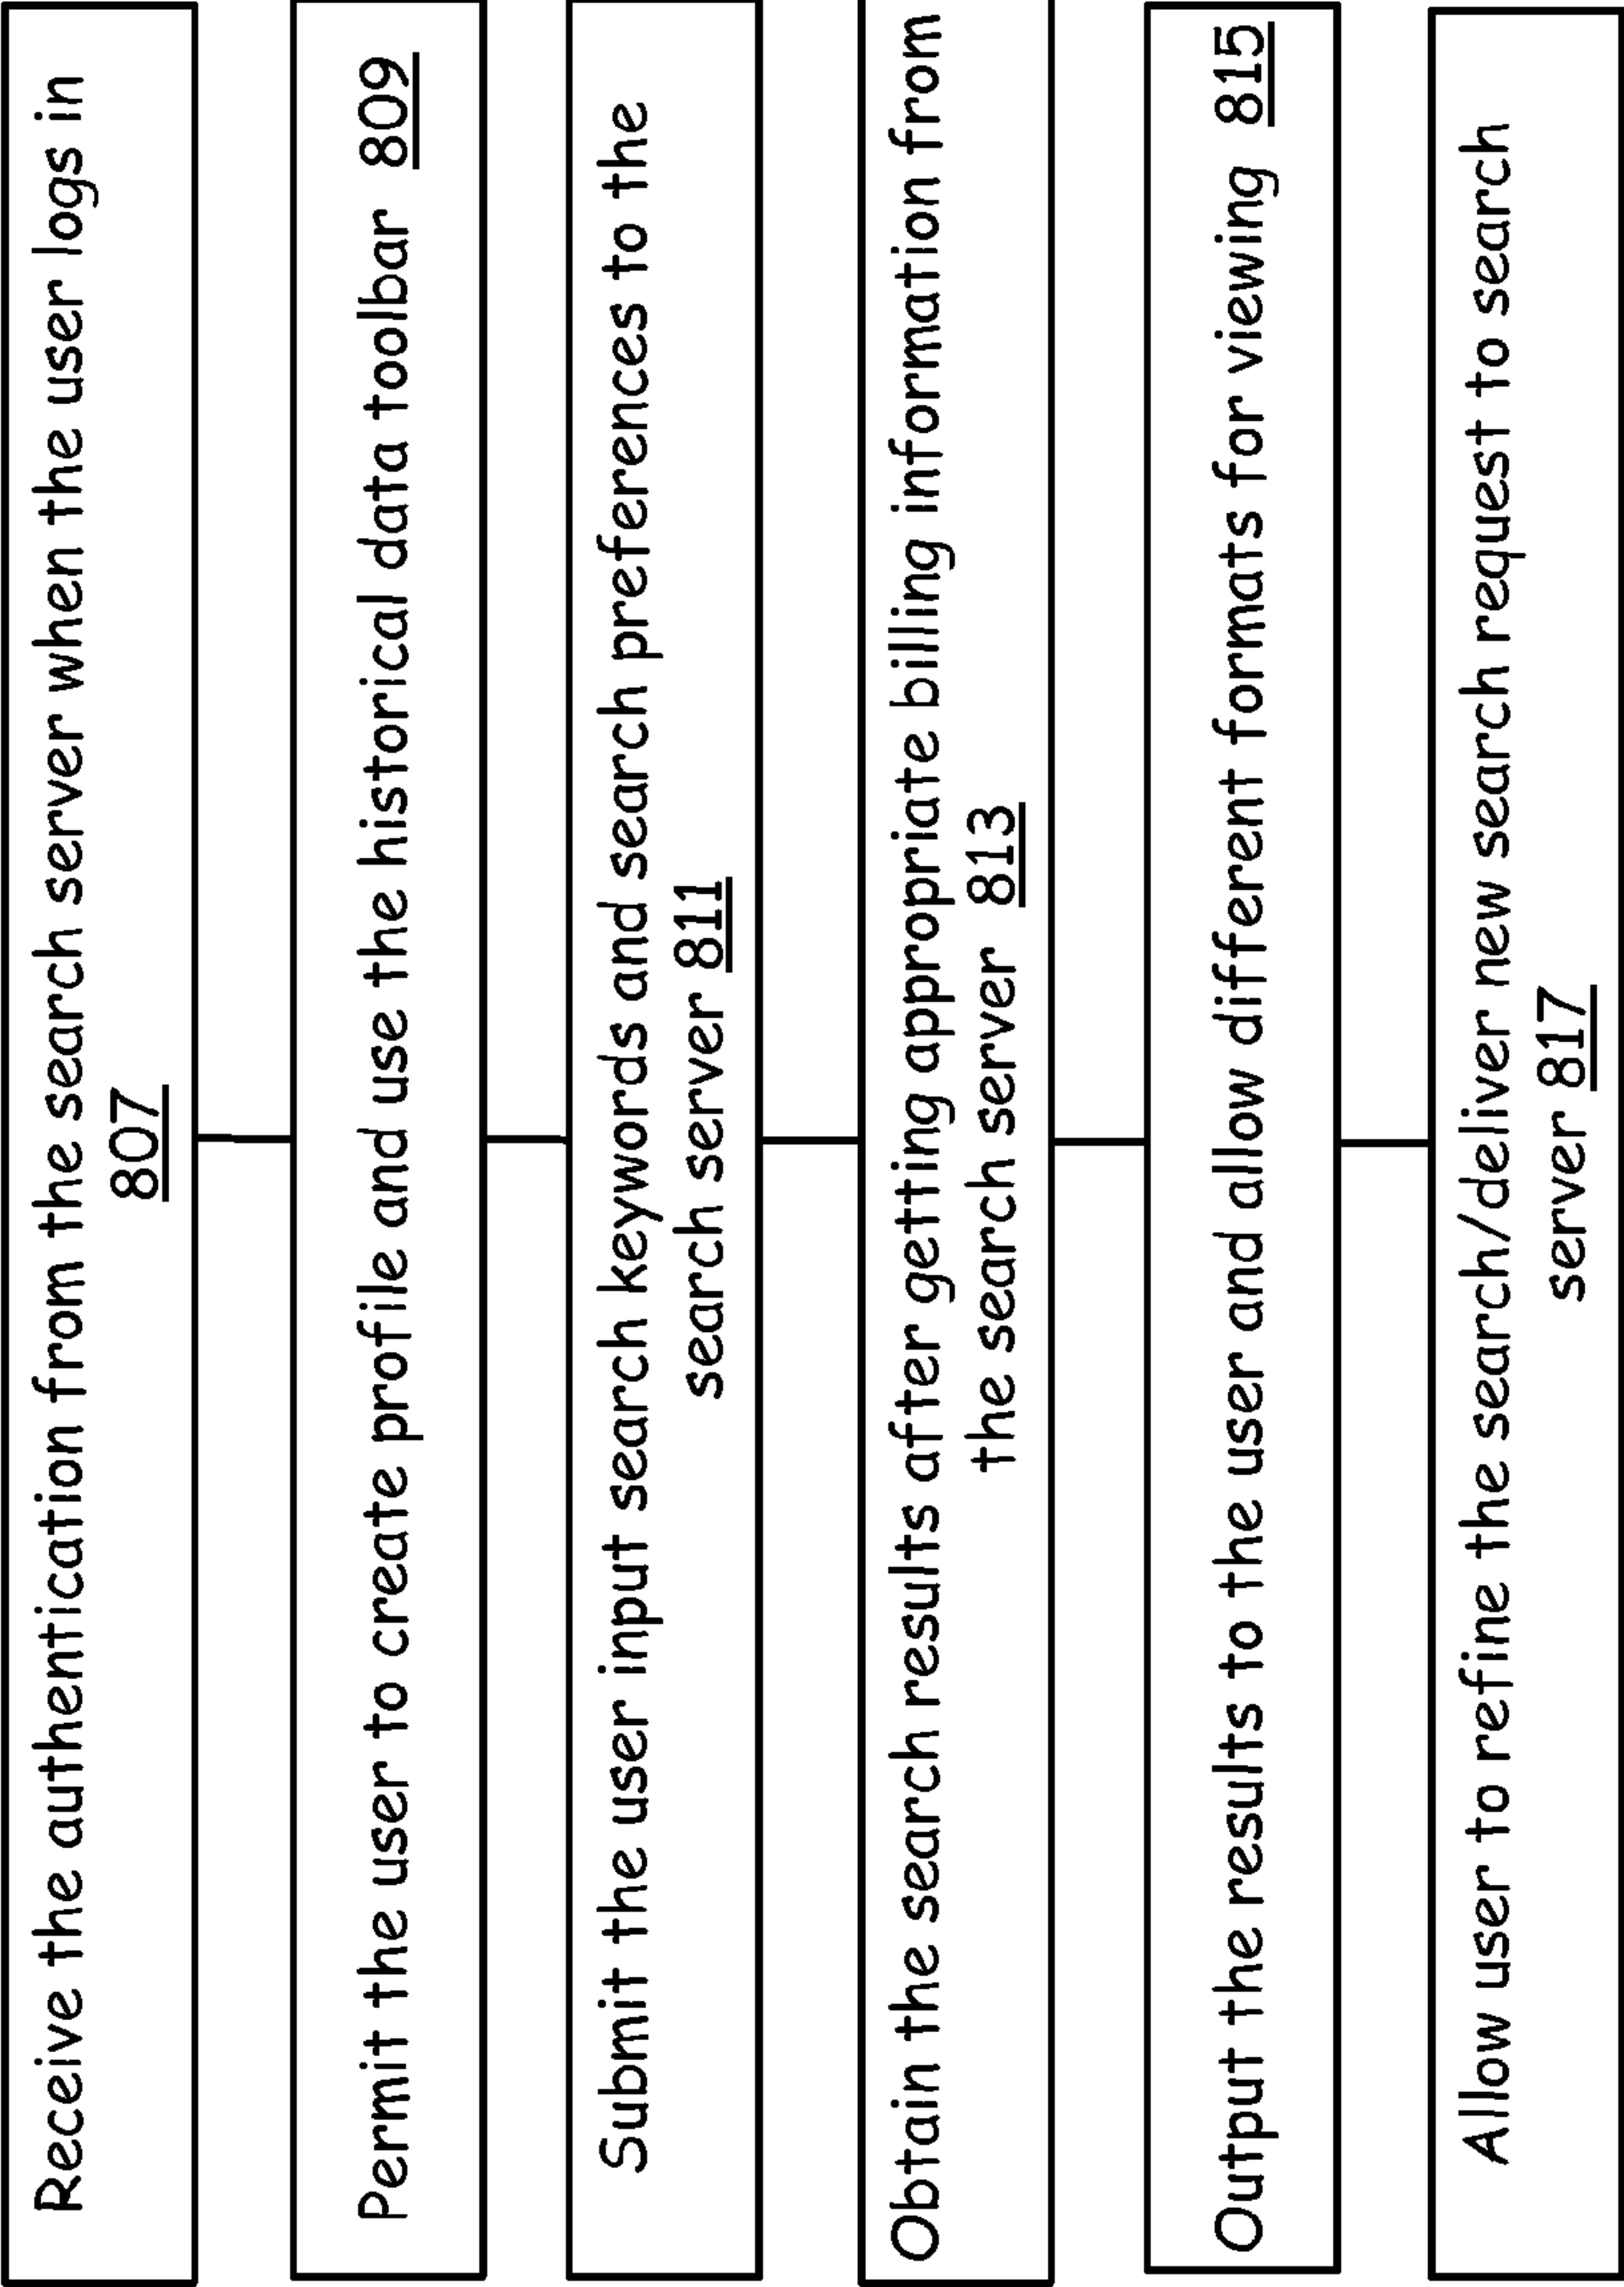 Receive the authentication from the search server when the user logs in
807
Permit the user to create profile and use the historical data toolbar 809
Submit the user input search keywords and search preferences to the
search server 811
Obtain the search results after getting appropriate billing information from
the search server 813
Output the results to the user and allow different formats for viewing 815
Allow user to refine the search/deliver new search request to search
server 817